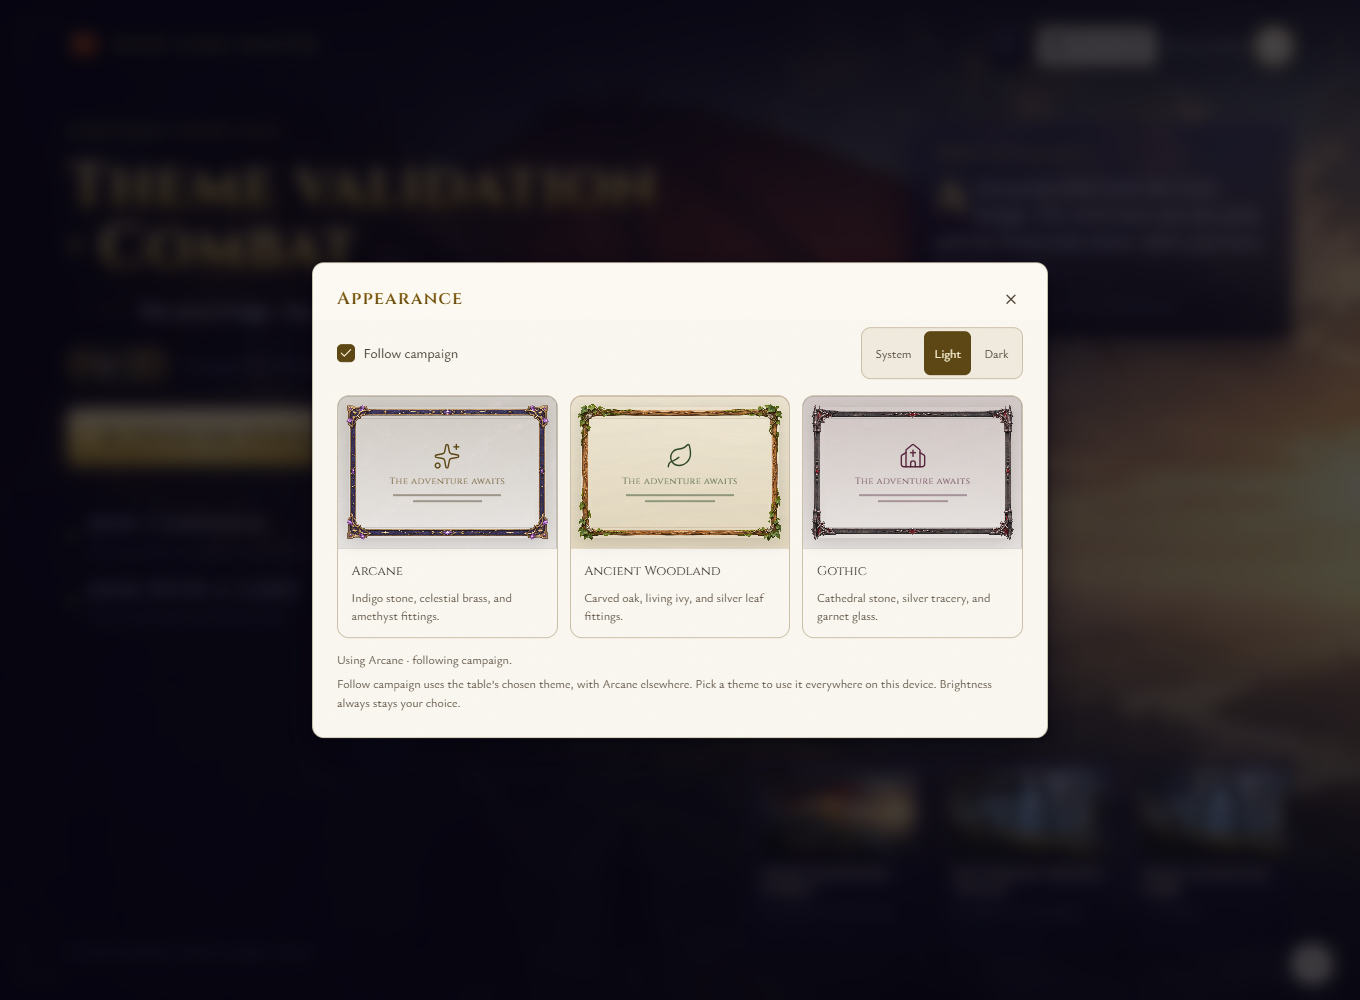 Theme validation
· Combat
Appearance
Follow campaign
System
Light
Dark
The adventure awaits
The adventure awaits
The adventure awaits
Arcane
Indigo stone, celestial brass, and
amethyst fittings.
Ancient Woodland
Carved oak, living ivy, and silver leaf
fittings.
Gothic
Cathedral stone, silver tracery, and
garnet glass.
Using Arcane · following campaign.
Follow campaign uses the table's chosen theme, with Arcane elsewhere. Pick a theme to use it everywhere on this device. Brightness
always stays your choice.